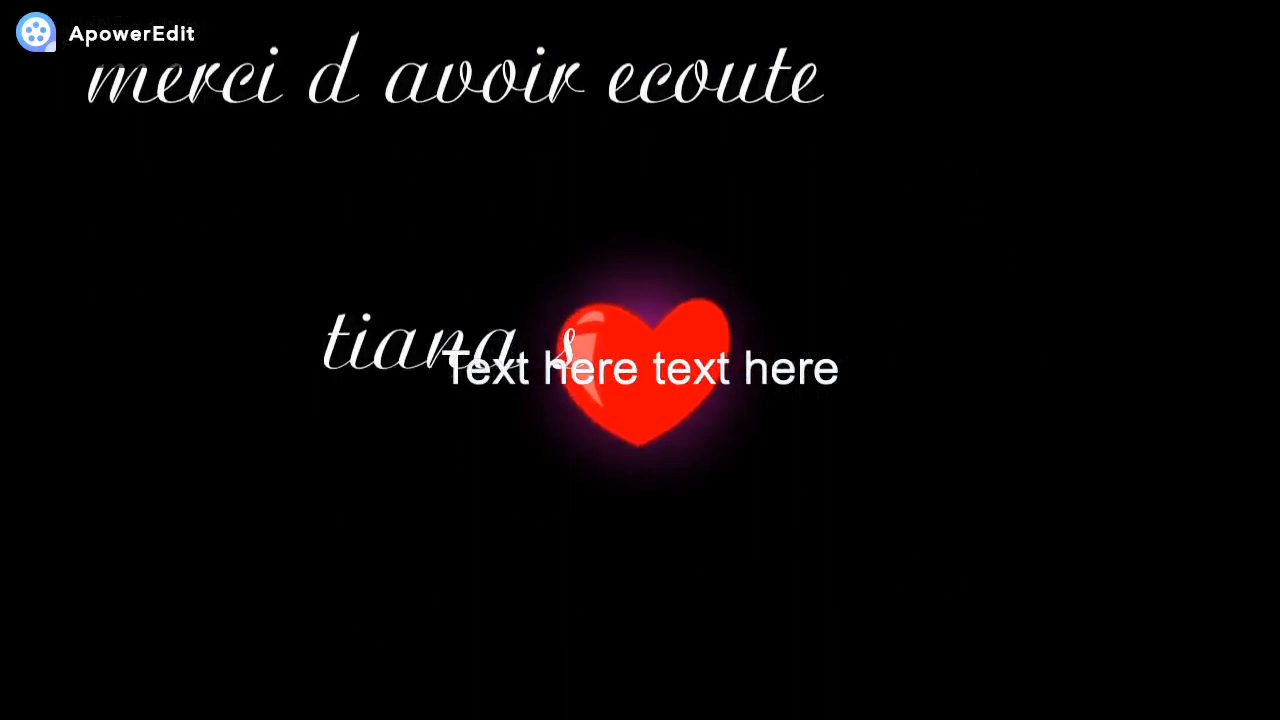 ApowerEdit
merci d avoir ecoute
tiana s
Text here text here